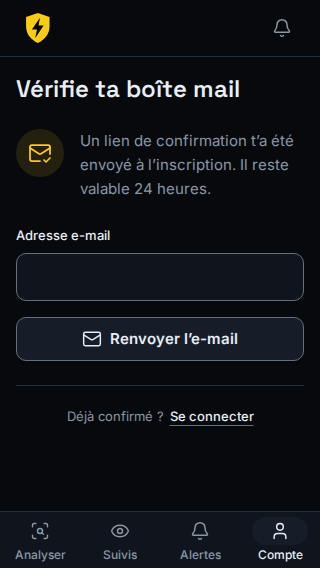 Vérifie ta boîte mail
Un lien de confirmation t’a été
envoyé à l’inscription. Il reste
valable 24 heures.
Adresse e-mail
Renvoyer l’e-mail
Déjà confirmé ? Se connecter
Analyser Suivis Alertes Compte